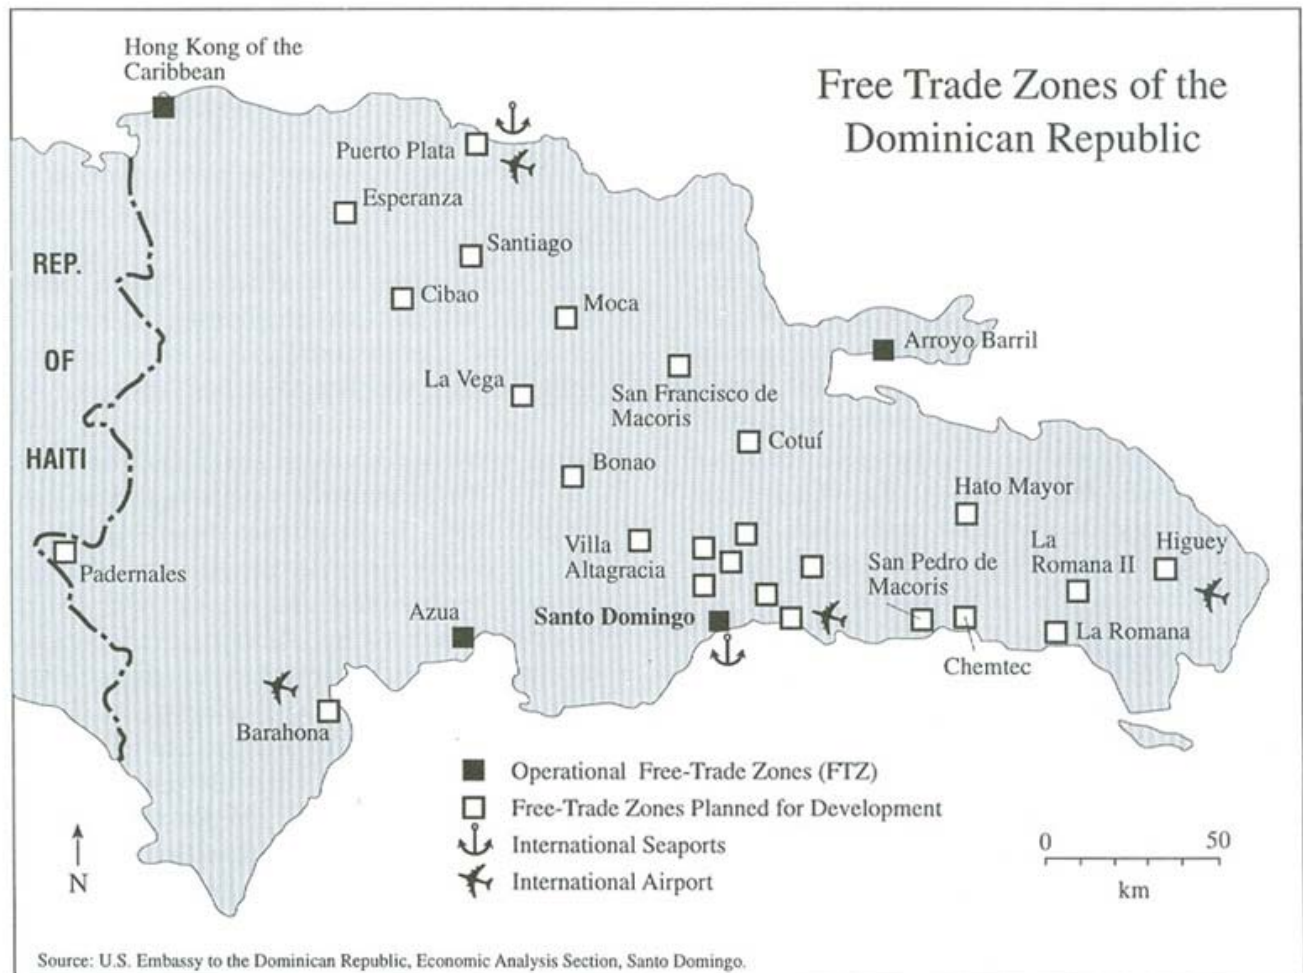 Hong Kong of the
Caribbean
Free Trade Zones of the
Dominican Republic
Puerto Plata
Esperanza
Santiago
REP.
Cibao
Moca
OF
Arroyo Barril
La Vega
San Francisco de
Macoris
HAITI
Cotuí
Bonao
Hato Mayor
Villa
Altagracia
La
Romana II
Higuey
San Pedro de
Macoris
Padernales
Azua
Santo Domingo
La Romana
Chemtec
Barahona
Operational Free-Trade Zones (FTZ)
Free-Trade Zones Planned for Development
International Seaports
International Airport
0 50
km
N
Source: U.S. Embassy to the Dominican Republic, Economic Analysis Section, Santo Domingo.